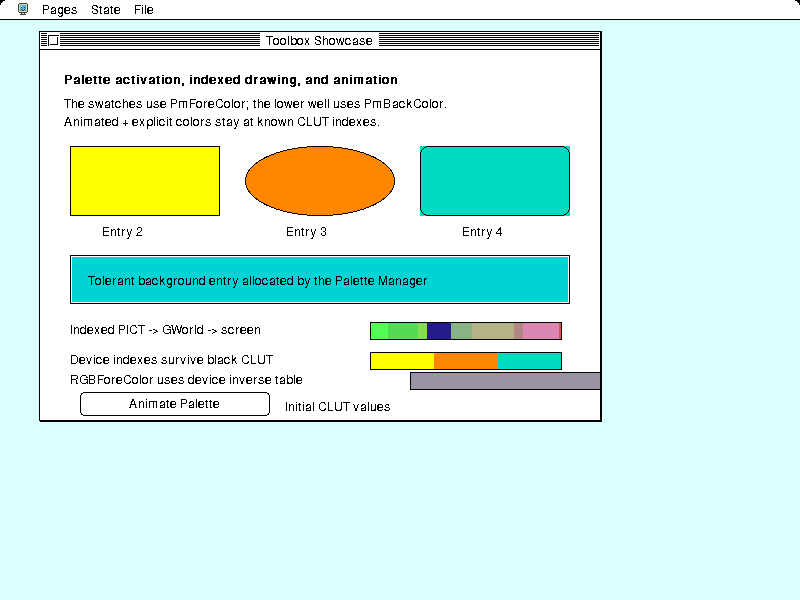 Pages State File
Toolbox Showcase
Palette activation, indexed drawing, and animation
The swatches use PmForeColor; the lower well uses PmBackColor.
Animated + explicit colors stay at known CLUT indexes.
Entry 2 Entry 3 Entry 4
Tolerant background entry allocated by the Palette Manager
Indexed PICT -> GWorld -> screen
Device indexes survive black CLUT
RGBForeColor uses device inverse table
Animate Palette Initial CLUT values